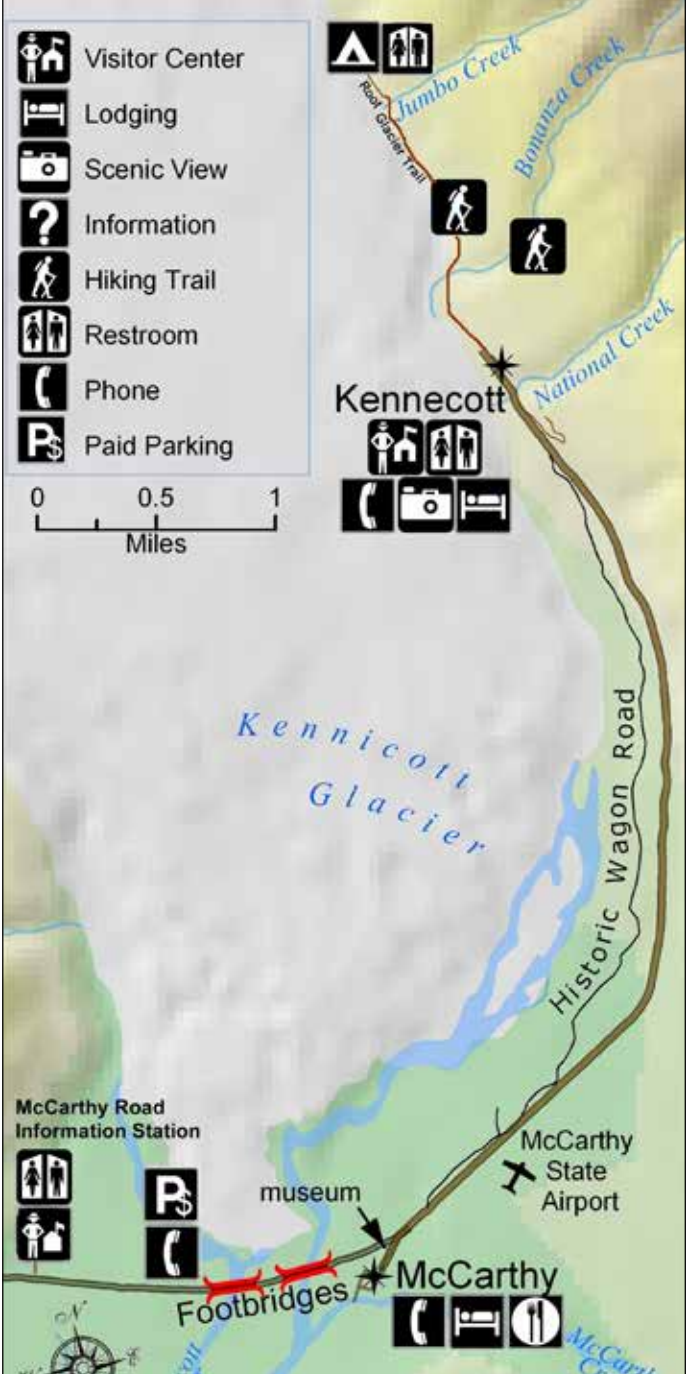 Visitor Center
Lodging
Scenic View
?
Information
Hiking Trail
Restroom
Phone
P$
Paid Parking
0 0.5 1
Miles
Jumbo Creek
Bonanza Creek
Root Glacier Trail
National Creek
Kennecott
Kennicott
Glacier
Historic Wagon Road
McCarthy Road
Information Station
P$
museum
McCarthy
State
Airport
McCarthy
Footbridges
N
E